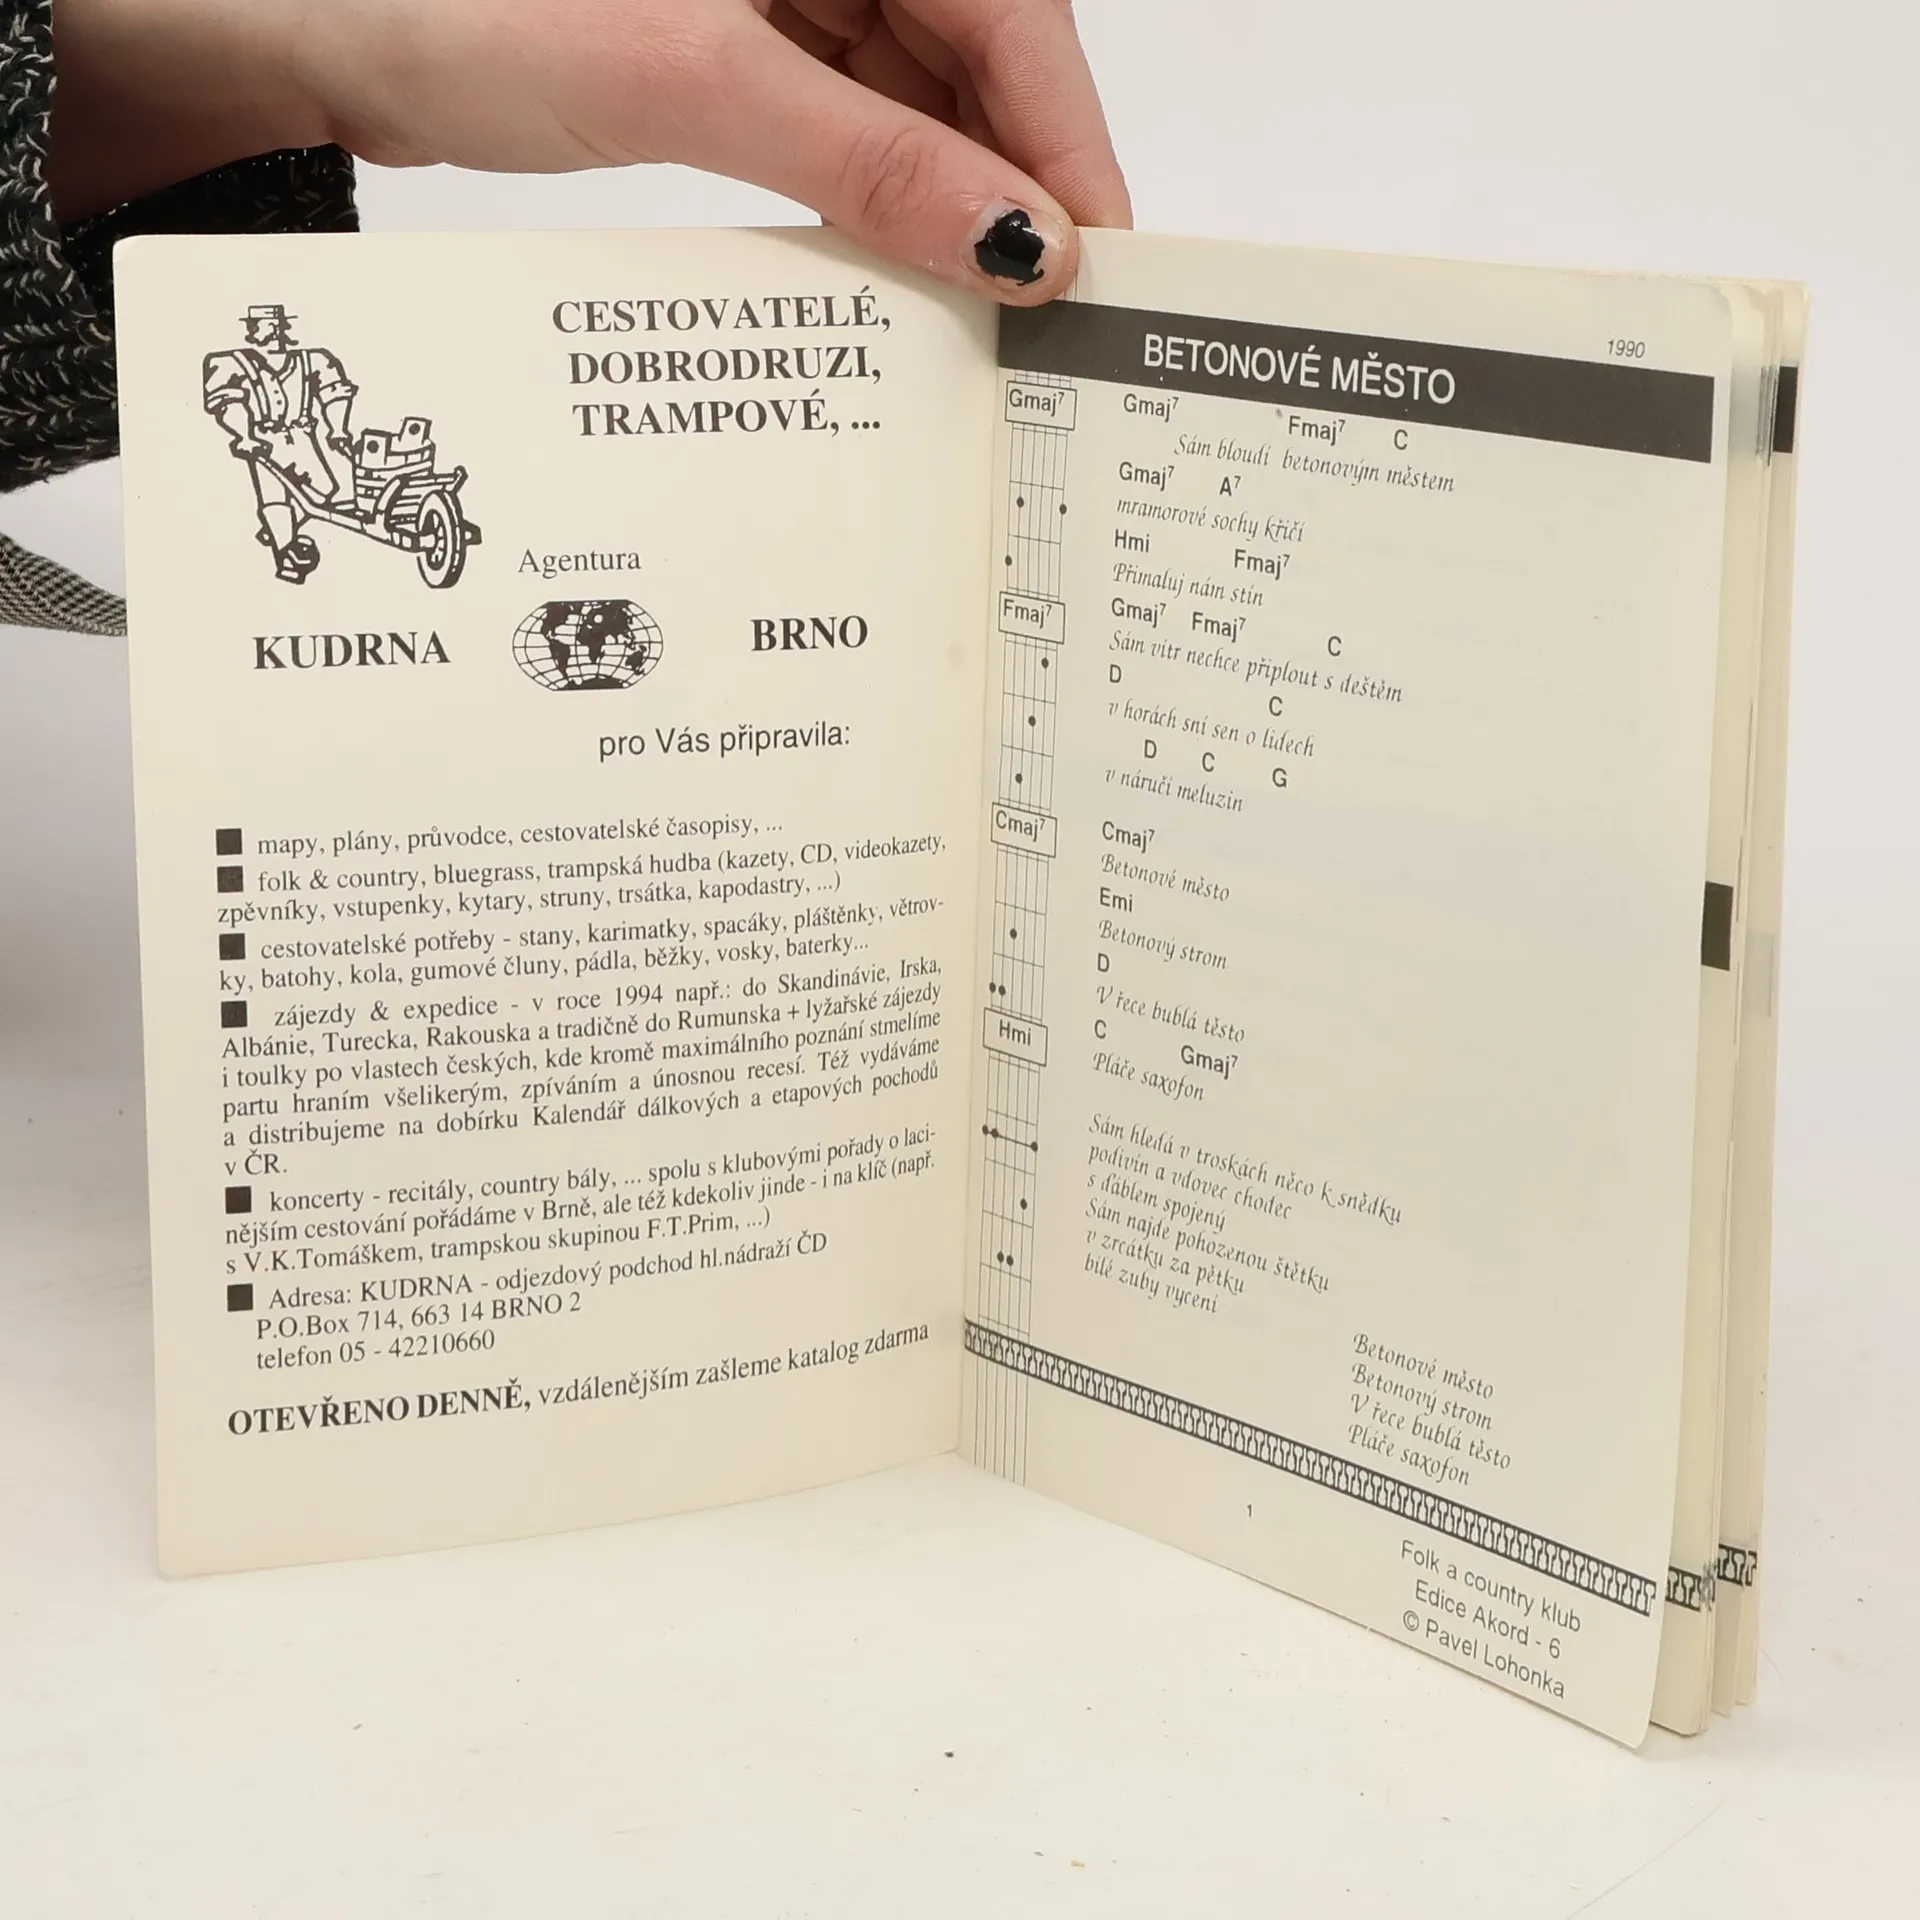 CESTOVATELÉ,
DOBRODRUZI,
TRAMPOVÉ, ...
Agentura
KUDRNA BRNO
pro Vás připravila:
mapy, plány, průvodce, cestovatelské časopisy, ...
folk & country, bluegrass, trampská hudba (kazety, CD, videokazety,
zpěvníky, vstupenky, kytary, struny, trsátka, kapodastry, ...)
cestovatelské potřeby - stany, karimatky, spacáky, pláštěnky, větrov-
ky, batohy, kola, gumové čluny, pádla, běžky, vosky, baterky...
zájezdy & expedice - v roce 1994 např.: do Skandinávie, Irska,
Albánie, Turecka, Rakouska a tradičně do Rumunska + lyžařské zájezdy
i toulky po vlastech českých, kde kromě maximálního poznání stmelíme
partu hraním všelikerým, zpíváním a únosnou recesí. Též vydáváme
a distribujeme na dobírku Kalendář dálkových a etapových pochodů
v ČR.
koncerty - recitály, country bály, ... spolu s klubovými pořady o laci-
nějším cestování pořádáme v Brně, ale též kdekoliv jinde - i na klíč (např.
s V.K.Tomáškem, trampskou skupinou F.T.Prim, ...)
Adresa: KUDRNA - odjezdový podchod hl.nádraží ČD
P.O.Box 714, 663 14 BRNO 2
telefon 05 - 42210660
OTEVŘENO DENNĚ, vzdálenějším zašleme katalog zdarma
1990
BETONOVÉ MĚSTO
Gmaj7
Fmaj7
Cmaj7
Hmi
Gmaj7 Fmaj7 C
Sám bloudí betonovým městem
Gmaj7 A7
mramorové sochy křičí
Hmi Fmaj7
Přimaluj nám stín
Gmaj7 Fmaj7 C
Sám vítr nechce připlout s deštěm
D C
v horách sní sen o lidech
D C G
v náručí meluzin
Cmaj7
Betonové město
Emi
Betonový strom
D
V řece bublá těsto
C Gmaj7
Pláče saxofon
Sám hledá v troskách něco k snědku
podivín a vdovec chodec
s ďáblem spojený
Sám najde pohozenou štětku
v zrcátku za pětku
bílé zuby vycení
Betonové město
Betonový strom
V řece bublá těsto
Pláče saxofon
1
Folk a country klub
Edice Akord - 6
© Pavel Lohonka